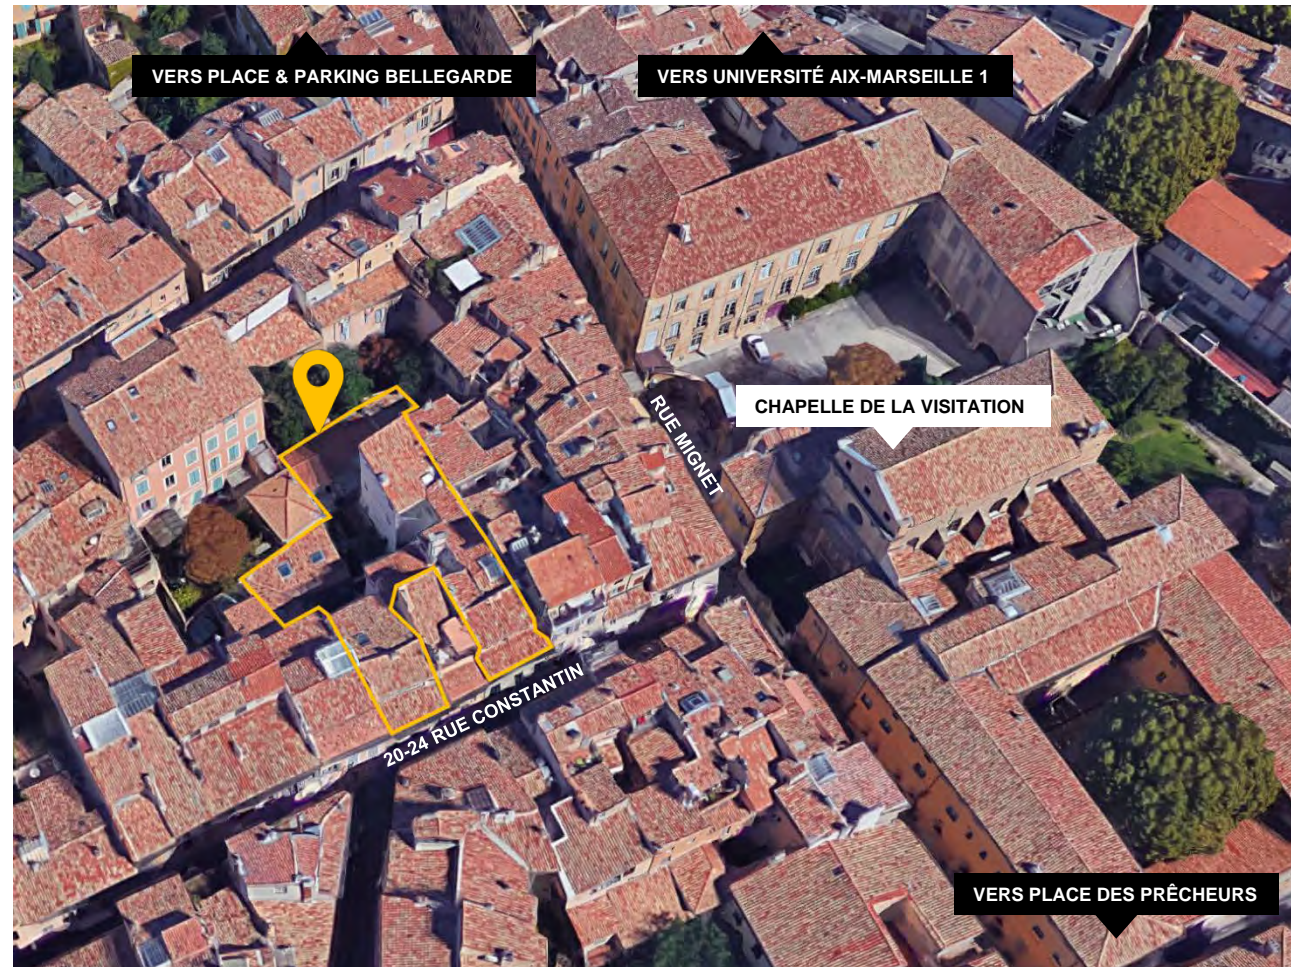 VERS PLACE & PARKING BELLEGARDE
VERS UNIVERSITÉ AIX-MARSEILLE 1
RUE MIGNET
CHAPELLE DE LA VISITATION
20-24 RUE CONSTANTIN
VERS PLACE DES PRÊCHEURS